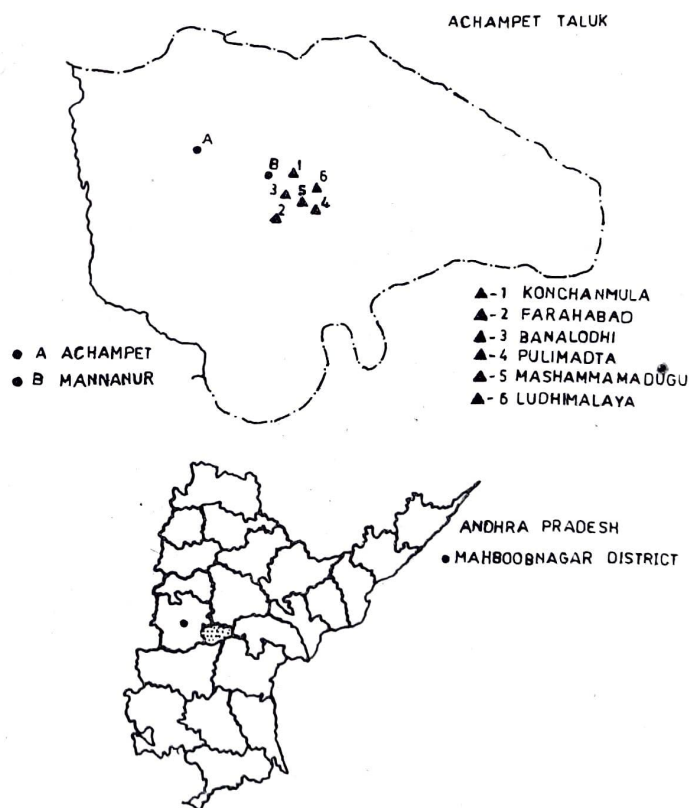 ACHAMPET TALUK
A
B
1
6
3
5
2
4
▲-1 KONCHANMULA
▲-2 FARAHABAD
▲-3 BANALODHI
▲-4 PULIMADTA
▲-5 MASHAMMAMADUGU
▲-6 LUDHIMALAYA
● A ACHAMPET
● B MANNANUR
ANDHRA PRADESH
● MAHBOOBNAGAR DISTRICT